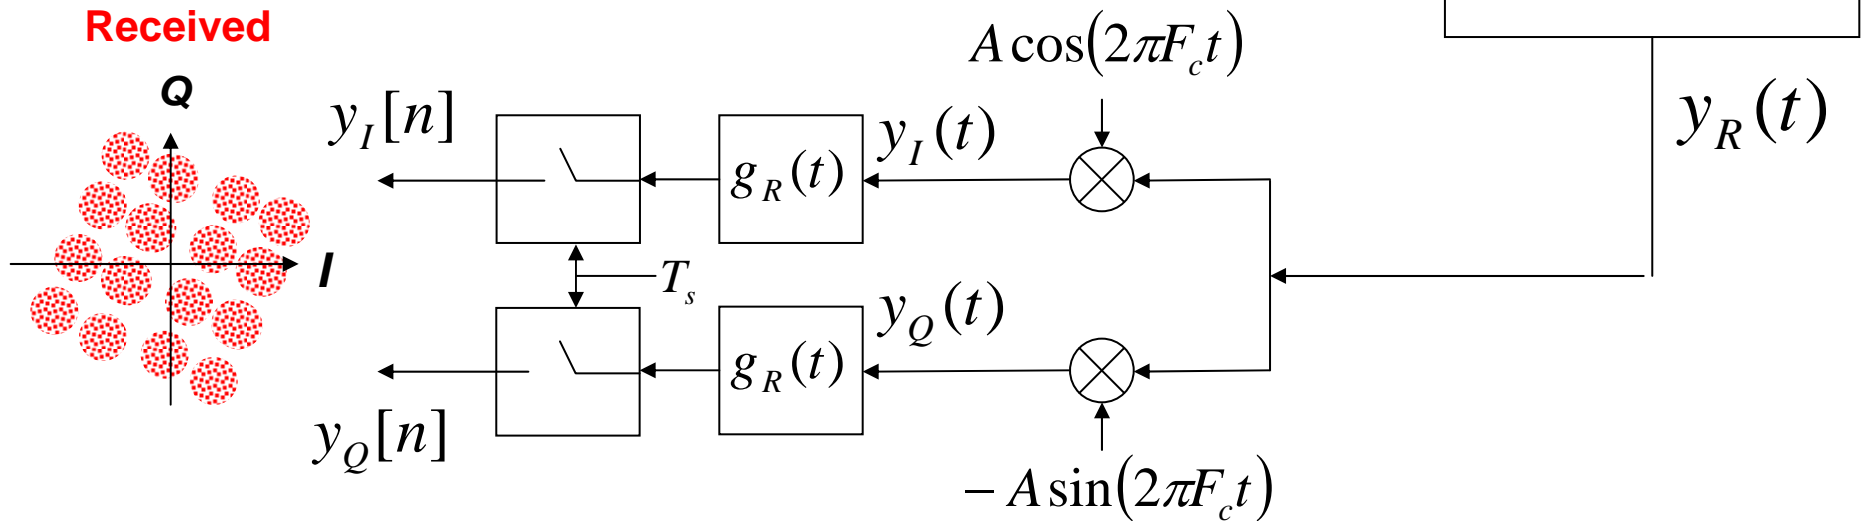 Received
Q
I
y_I[n]
y_Q[n]
T_s
g_R(t)
g_R(t)
y_I(t)
y_Q(t)
A cos(2πF_c t)
− A sin(2πF_c t)
y_R(t)